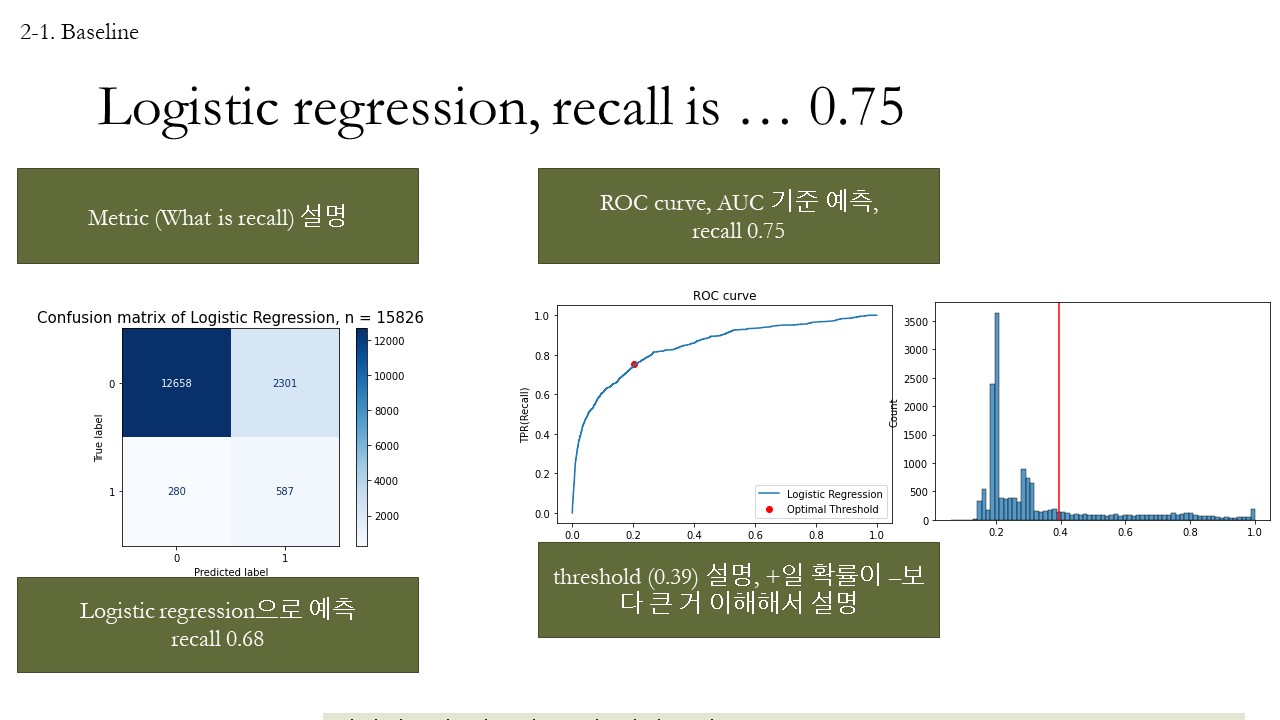 2-1. Baseline
Logistic regression, recall is … 0.75
Metric (What is recall) 설명
ROC curve, AUC 기준 예측,
recall 0.75
Confusion matrix of Logistic Regression, n = 15826
12658
2301
280
587
0
1
True label
0
1
Predicted label
12000
10000
8000
6000
4000
2000
ROC curve
1.0
0.8
0.6
0.4
0.2
0.0
TPR(Recall)
Logistic Regression
Optimal Threshold
0.0
0.2
0.4
0.6
0.8
1.0
3500
3000
2500
2000
1500
1000
500
0
Count
0.2
0.4
0.6
0.8
1.0
Logistic regression으로 예측
recall 0.68
threshold (0.39) 설명, +일 확률이 –보
다 큰 거 이해해서 설명